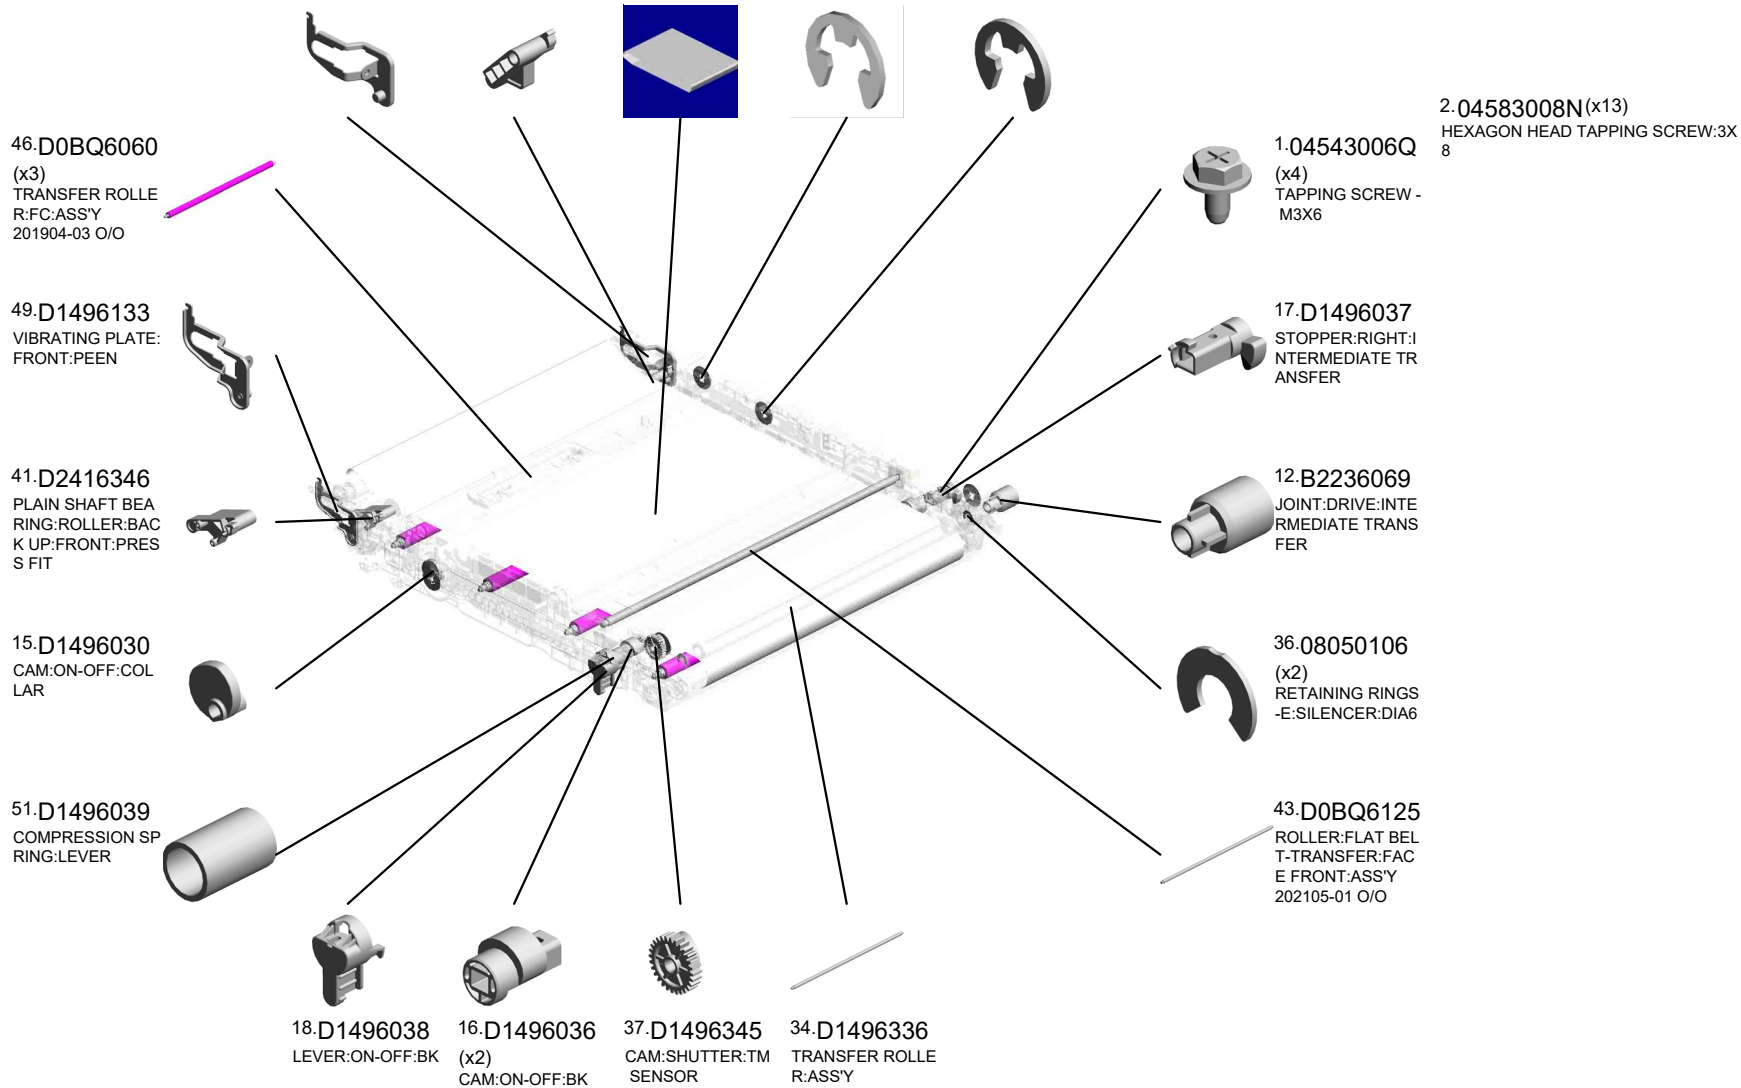 46.D0BQ6060
(x3)
TRANSFER ROLLE
R:FC:ASS'Y
201904-03 O/O
49.D1496133
VIBRATING PLATE:
FRONT:PEEN
41.D2416346
PLAIN SHAFT BEA
RING:ROLLER:BAC
K UP:FRONT:PRES
S FIT
15.D1496030
CAM:ON-OFF:COL
LAR
51.D1496039
COMPRESSION SP
RING:LEVER
18.D1496038
LEVER:ON-OFF:BK
16.D1496036
(x2)
CAM:ON-OFF:BK
37.D1496345
CAM:SHUTTER:TM
SENSOR
34.D1496336
TRANSFER ROLLE
R:ASS'Y
1.04543006Q
(x4)
TAPPING SCREW -
M3X6
17.D1496037
STOPPER:RIGHT:I
NTERMEDIATE TR
ANSFER
12.B2236069
JOINT:DRIVE:INTE
RMEDIATE TRANS
FER
36.08050106
(x2)
RETAINING RINGS
-E:SILENCER:DIA6
43.D0BQ6125
ROLLER:FLAT BEL
T-TRANSFER:FAC
E FRONT:ASS'Y
202105-01 O/O
2.04583008N(x13)
HEXAGON HEAD TAPPING SCREW:3X
8